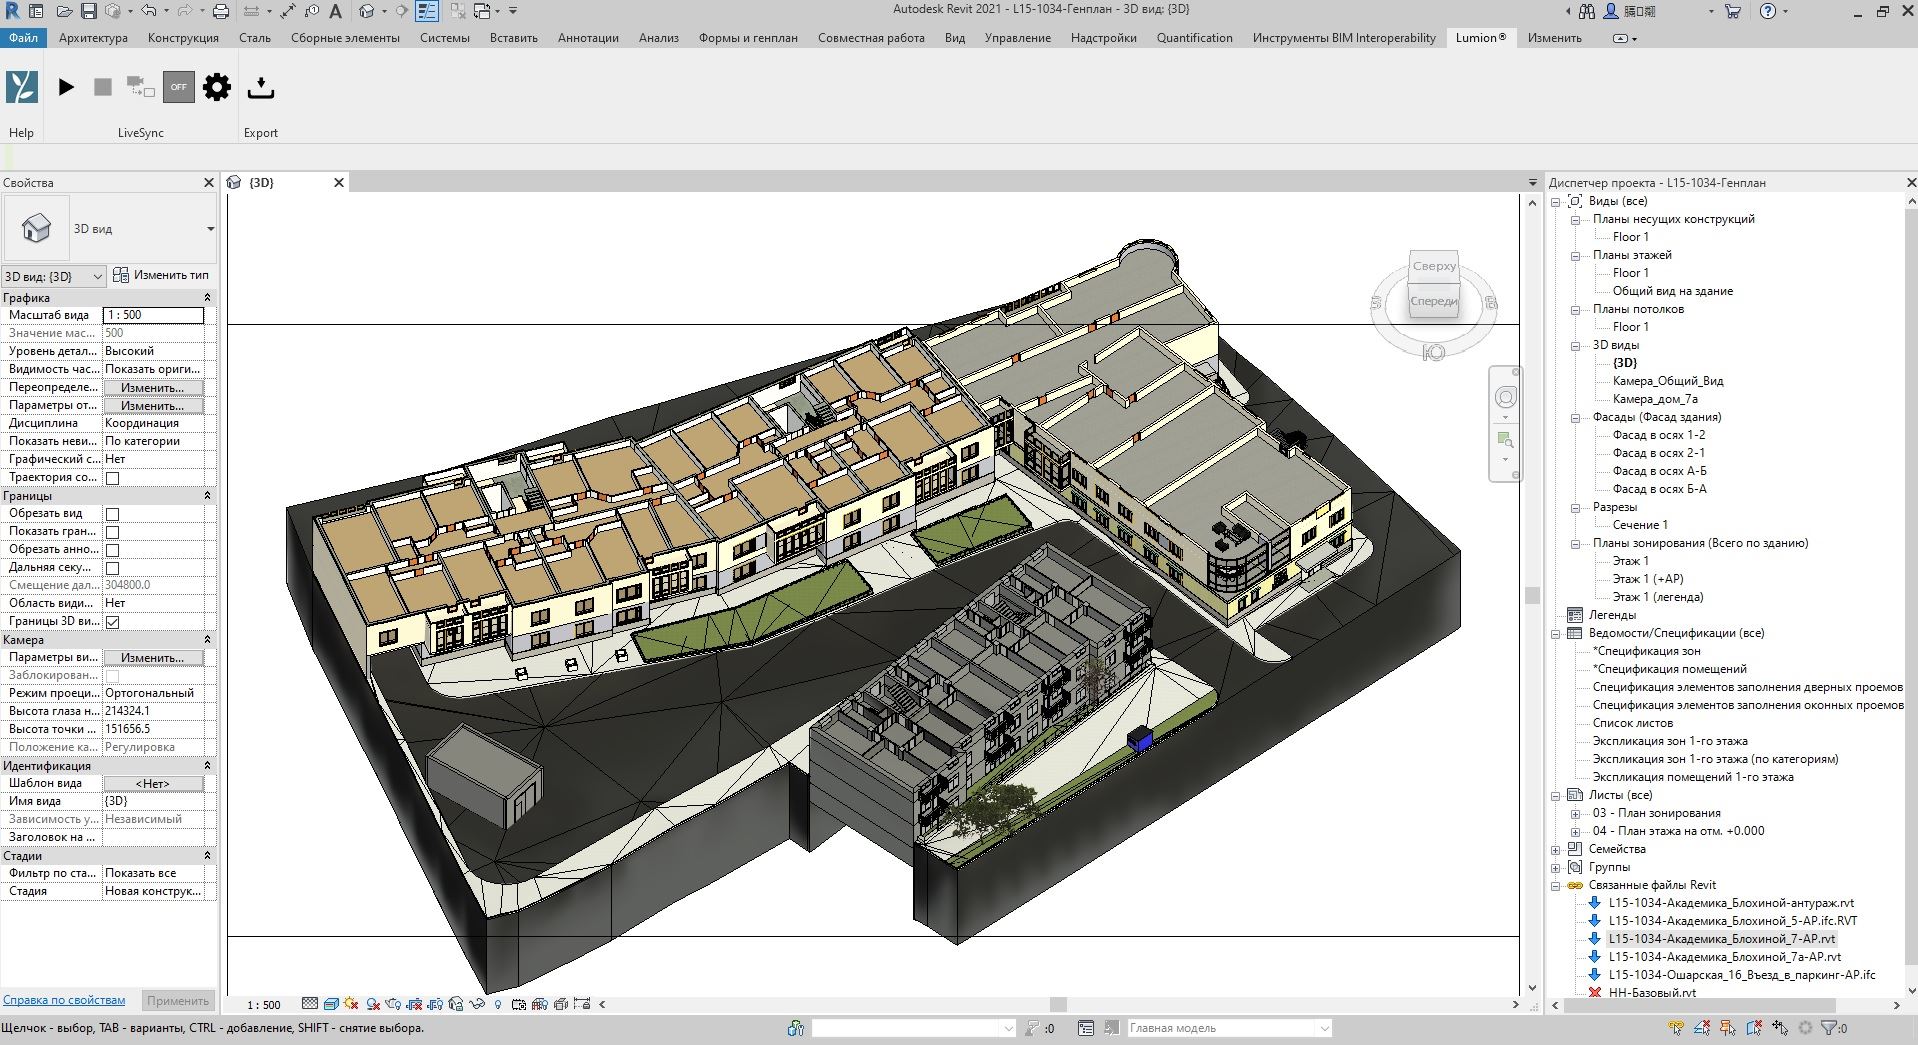 Autodesk Revit 2021 - L15-1034-Генплан - 3D вид: {3D}
Файл Архитектура Конструкция Сталь Сборные элементы Системы Вставить Аннотации Анализ Формы и генплан Совместная работа Вид Управление Надстройки Quantification Инструменты BIM Interoperability Lumion® Изменить
OFF
Help LiveSync Export
Свойства
{3D}
Диспетчер проекта - L15-1034-Генплан
3D вид
3D вид: {3D} Изменить тип
Графика
Масштаб вида 1 : 500
Значение мас... 500
Уровень детал... Высокий
Видимость час... Показать ориги...
Переопределе... Изменить...
Параметры от... Изменить...
Дисциплина Координация
Показать неви... По категории
Графический с... Нет
Траектория со...
Границы
Обрезать вид
Показать гран...
Обрезать анно...
Дальняя секу...
Смещение дал... 304800.0
Область види... Нет
Границы 3D ви...
Камера
Параметры ви... Изменить...
Заблокирован...
Режим проеци... Ортогональный
Высота глаза н... 214324.1
Высота точки ... 151656.5
Положение ка... Регулировка
Идентификация
Шаблон вида <Нет>
Имя вида {3D}
Зависимость у... Независимый
Заголовок на ...
Стадии
Фильтр по ста... Показать все
Стадия Новая конструк...
Справка по свойствам Применить
Сверху
Спереди
Ю
Виды (все)
Планы несущих конструкций
Floor 1
Планы этажей
Floor 1
Общий вид на здание
Планы потолков
Floor 1
3D виды
{3D}
Камера_Общий_Вид
Камера_дом_7а
Фасады (Фасад здания)
Фасад в осях 1-2
Фасад в осях 2-1
Фасад в осях А-Б
Фасад в осях Б-А
Разрезы
Сечение 1
Планы зонирования (Всего по зданию)
Этаж 1
Этаж 1 (+АР)
Этаж 1 (легенда)
Легенды
Ведомости/Спецификации (все)
*Спецификация зон
*Спецификация помещений
Спецификация элементов заполнения дверных проемов
Спецификация элементов заполнения оконных проемов
Список листов
Экспликация зон 1-го этажа
Экспликация зон 1-го этажа (по категориям)
Экспликация помещений 1-го этажа
Листы (все)
03 - План зонирования
04 - План этажа на отм. +0.000
Семейства
Группы
Связанные файлы Revit
L15-1034-Академика_Блохиной-антураж.rvt
L15-1034-Академика_Блохиной_5-АР.ifc.RVT
L15-1034-Академика_Блохиной_7-АР.rvt
L15-1034-Академика_Блохиной_7а-АР.rvt
L15-1034-Ошарская_16_Въезд_в_паркинг-АР.ifc
НН-Базовый.rvt
1 : 500
Щелчок - выбор, TAB - варианты, CTRL - добавление, SHIFT - снятие выбора.
:0
Главная модель
:0